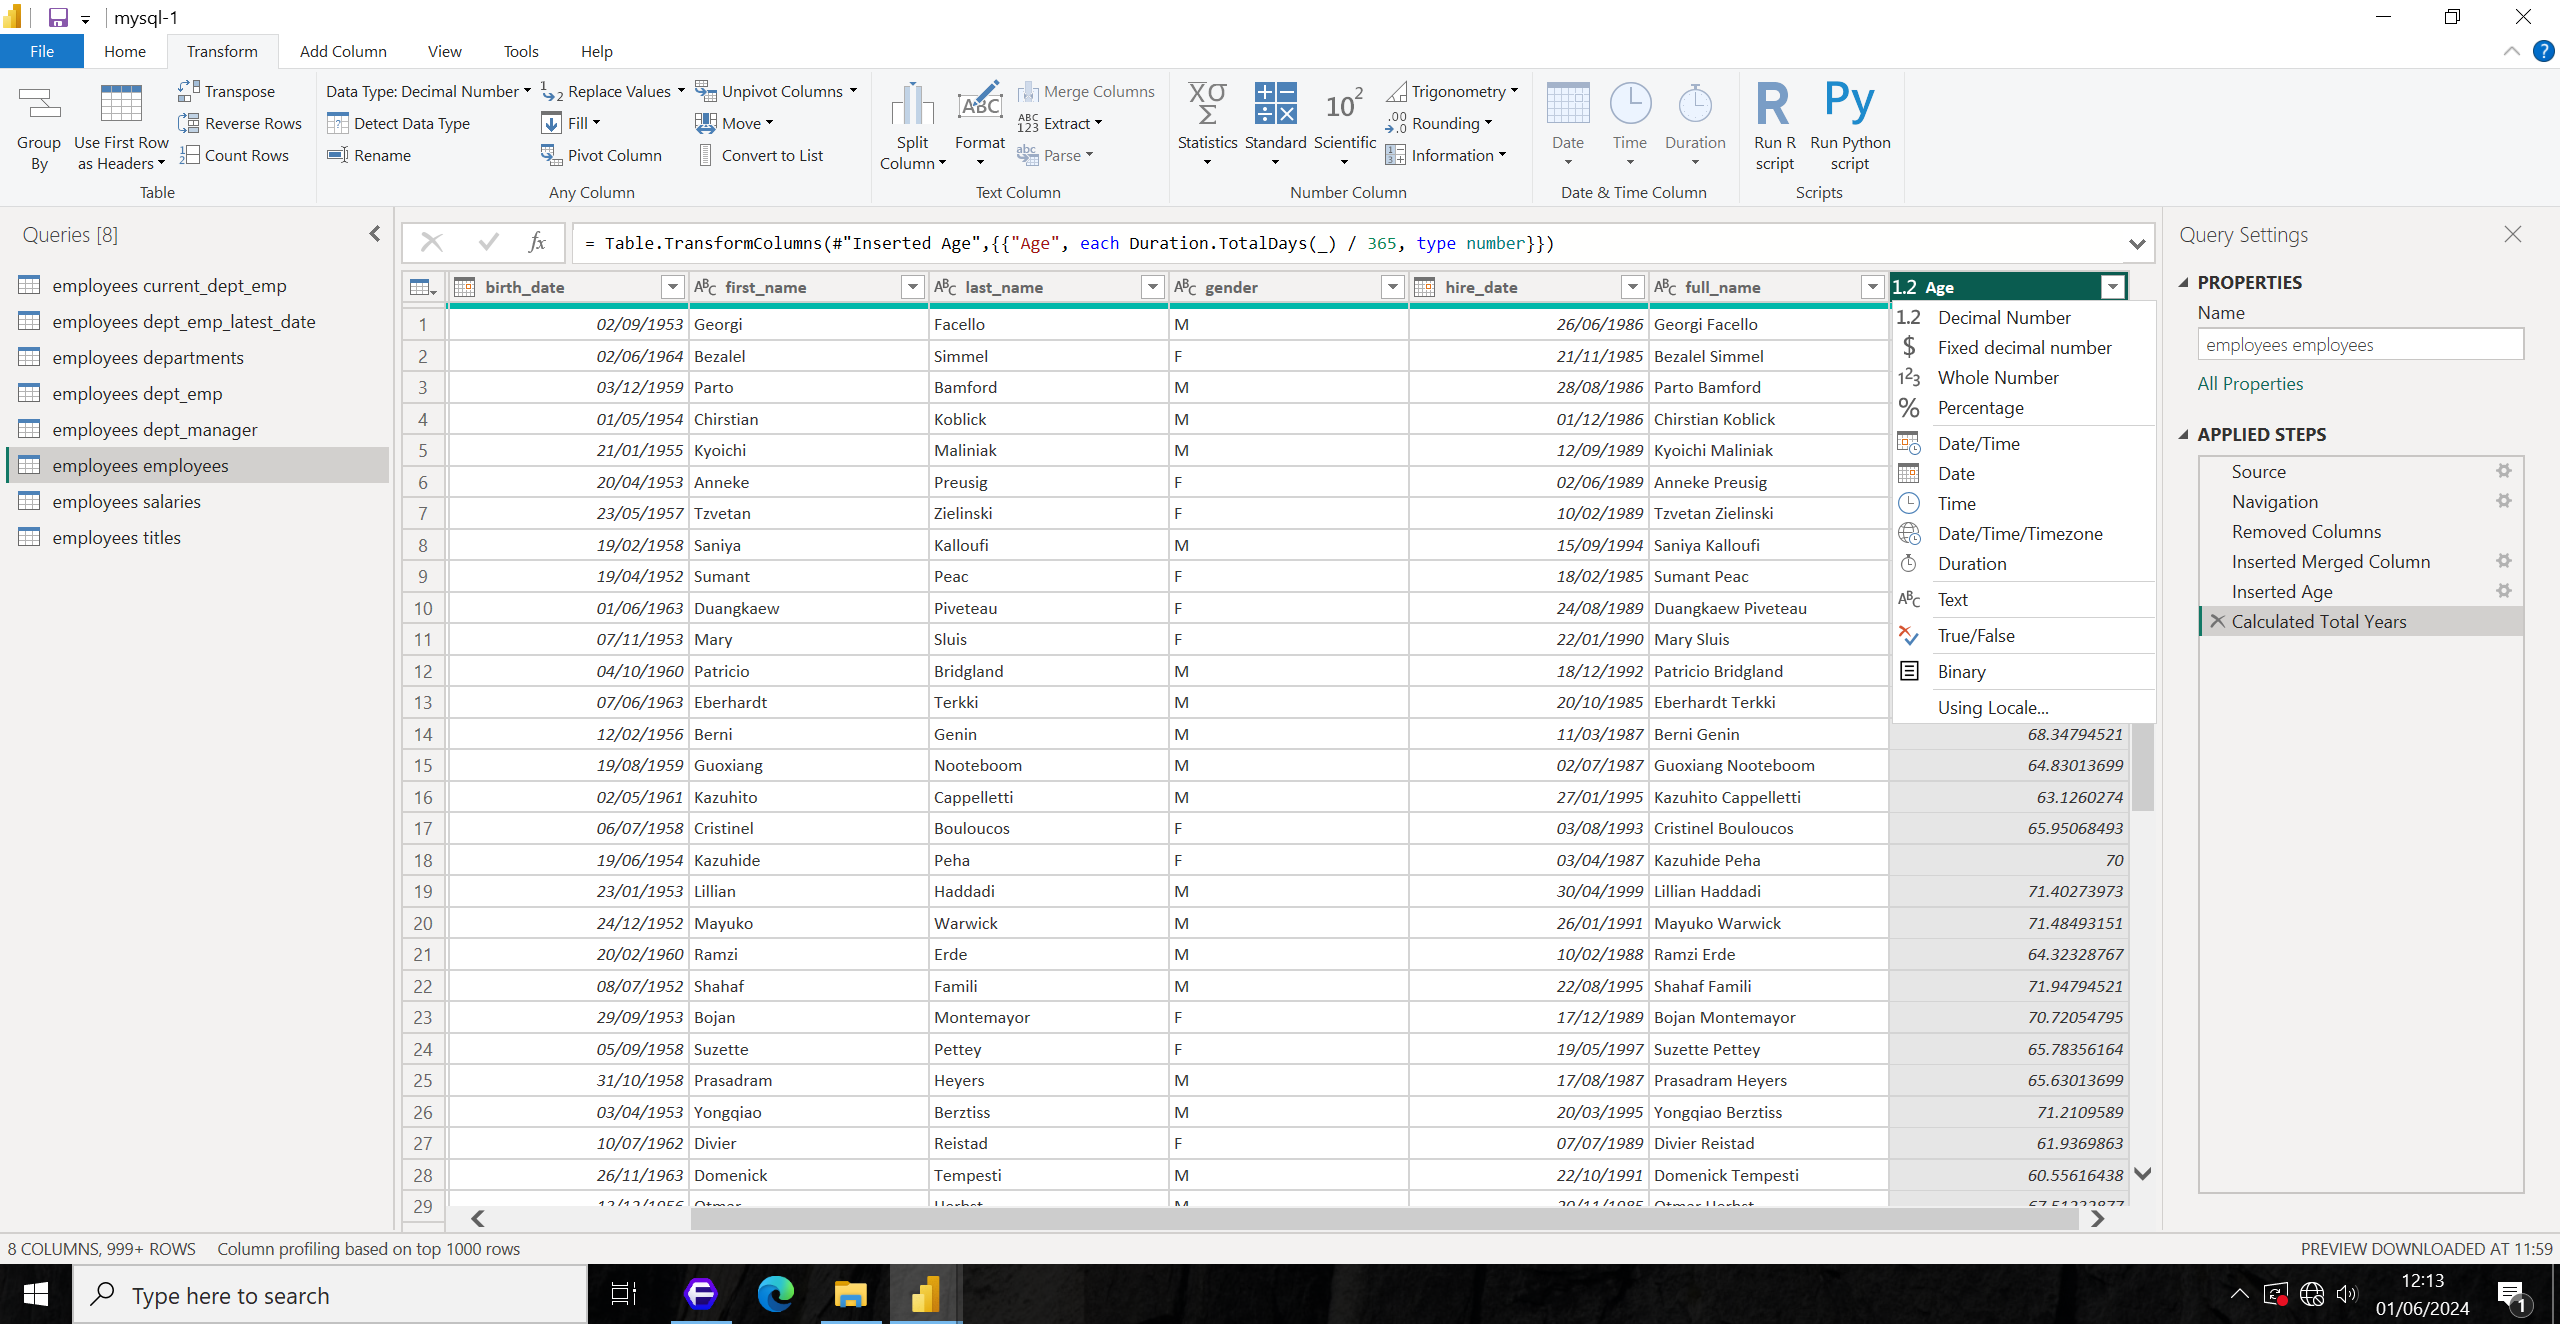 mysql-1
File Home Transform Add Column View Tools Help
Group By
Use First Row as Headers
Transpose
Reverse Rows
Count Rows
Table
Data Type: Decimal Number
Detect Data Type
Rename
Replace Values
Fill
Pivot Column
Unpivot Columns
Move
Convert to List
Any Column
Split Column
Format
Merge Columns
Extract
Parse
Text Column
Statistics
Standard
Scientific
Trigonometry
Rounding
Information
Number Column
Date
Time
Duration
Date & Time Column
Run R script
Run Python script
Scripts
Queries [8]
employees current_dept_emp
employees dept_emp_latest_date
employees departments
employees dept_emp
employees dept_manager
employees employees
employees salaries
employees titles
fx = Table.TransformColumns(#"Inserted Age",{{"Age", each Duration.TotalDays(_) / 365, type number}})
birth_date first_name last_name gender hire_date full_name 1.2 Age
1 02/09/1953 Georgi Facello M 26/06/1986 Georgi Facello
2 02/06/1964 Bezalel Simmel F 21/11/1985 Bezalel Simmel
3 03/12/1959 Parto Bamford M 28/08/1986 Parto Bamford
4 01/05/1954 Chirstian Koblick M 01/12/1986 Chirstian Koblick
5 21/01/1955 Kyoichi Maliniak M 12/09/1989 Kyoichi Maliniak
6 20/04/1953 Anneke Preusig F 02/06/1989 Anneke Preusig
7 23/05/1957 Tzvetan Zielinski F 10/02/1989 Tzvetan Zielinski
8 19/02/1958 Saniya Kalloufi M 15/09/1994 Saniya Kalloufi
9 19/04/1952 Sumant Peac F 18/02/1985 Sumant Peac
10 01/06/1963 Duangkaew Piveteau F 24/08/1989 Duangkaew Piveteau
11 07/11/1953 Mary Sluis F 22/01/1990 Mary Sluis
12 04/10/1960 Patricio Bridgland M 18/12/1992 Patricio Bridgland
13 07/06/1963 Eberhardt Terkki M 20/10/1985 Eberhardt Terkki
14 12/02/1956 Berni Genin M 11/03/1987 Berni Genin 68.34794521
15 19/08/1959 Guoxiang Nooteboom M 02/07/1987 Guoxiang Nooteboom 64.83013699
16 02/05/1961 Kazuhito Cappelletti M 27/01/1995 Kazuhito Cappelletti 63.1260274
17 06/07/1958 Cristinel Bouloucos F 03/08/1993 Cristinel Bouloucos 65.95068493
18 19/06/1954 Kazuhide Peha F 03/04/1987 Kazuhide Peha 70
19 23/01/1953 Lillian Haddadi M 30/04/1999 Lillian Haddadi 71.40273973
20 24/12/1952 Mayuko Warwick M 26/01/1991 Mayuko Warwick 71.48493151
21 20/02/1960 Ramzi Erde M 10/02/1988 Ramzi Erde 64.32328767
22 08/07/1952 Shahaf Famili M 22/08/1995 Shahaf Famili 71.94794521
23 29/09/1953 Bojan Montemayor F 17/12/1989 Bojan Montemayor 70.72054795
24 05/09/1958 Suzette Pettey F 19/05/1997 Suzette Pettey 65.78356164
25 31/10/1958 Prasadram Heyers M 17/08/1987 Prasadram Heyers 65.63013699
26 03/04/1953 Yongqiao Berztiss M 20/03/1995 Yongqiao Berztiss 71.2109589
27 10/07/1962 Divier Reistad F 07/07/1989 Divier Reistad 61.9369863
28 26/11/1963 Domenick Tempesti M 22/10/1991 Domenick Tempesti 60.55616438
29
1.2 Decimal Number
$ Fixed decimal number
123 Whole Number
% Percentage
Date/Time
Date
Time
Date/Time/Timezone
Duration
ABC Text
True/False
Binary
Using Locale...
Query Settings
PROPERTIES
Name
employees employees
All Properties
APPLIED STEPS
Source
Navigation
Removed Columns
Inserted Merged Column
Inserted Age
Calculated Total Years
8 COLUMNS, 999+ ROWS Column profiling based on top 1000 rows PREVIEW DOWNLOADED AT 11:59
Type here to search
12:13
01/06/2024
1